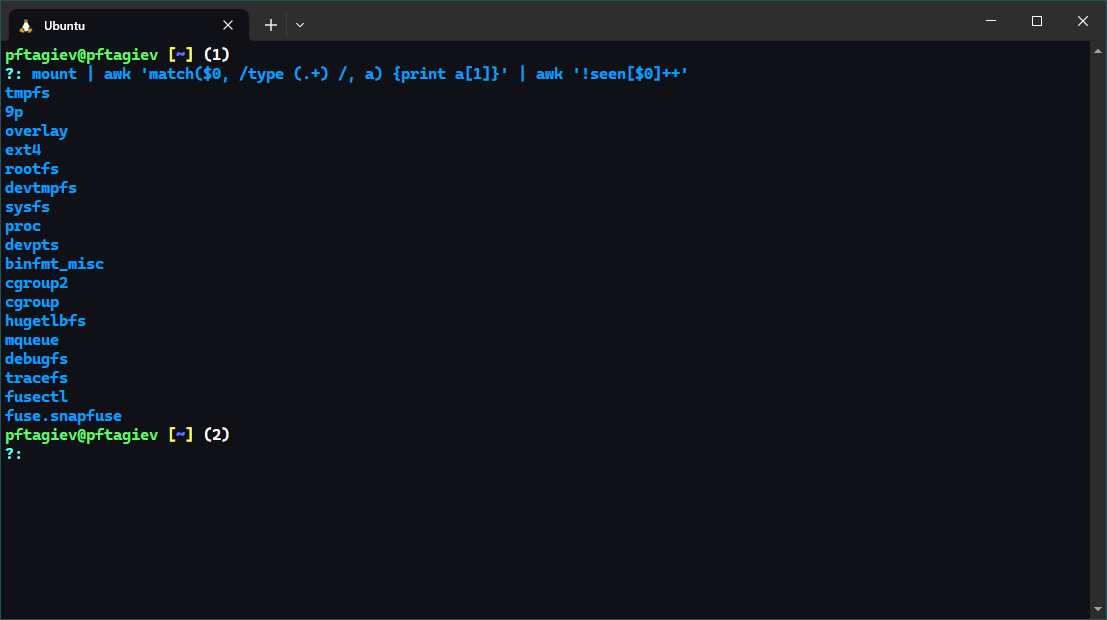 Ubuntu
pftagiev@pftagiev [~] (1)
?: mount | awk 'match($0, /type (.+) /, a) {print a[1]}' | awk '!seen[$0]++'
tmpfs
9p
overlay
ext4
rootfs
devtmpfs
sysfs
proc
devpts
binfmt_misc
cgroup2
cgroup
hugetlbfs
mqueue
debugfs
tracefs
fusectl
fuse.snapfuse
pftagiev@pftagiev [~] (2)
?: